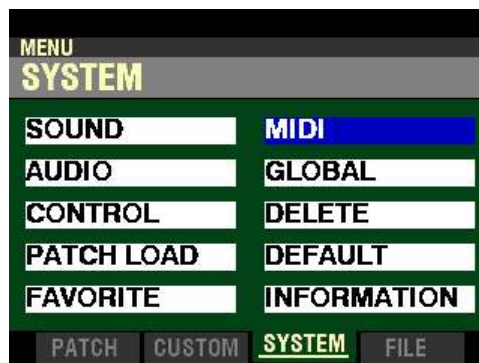 MENU
SYSTEM
SOUND
MIDI
AUDIO
GLOBAL
CONTROL
DELETE
PATCH LOAD
DEFAULT
FAVORITE
INFORMATION
PATCH
CUSTOM
SYSTEM
FILE